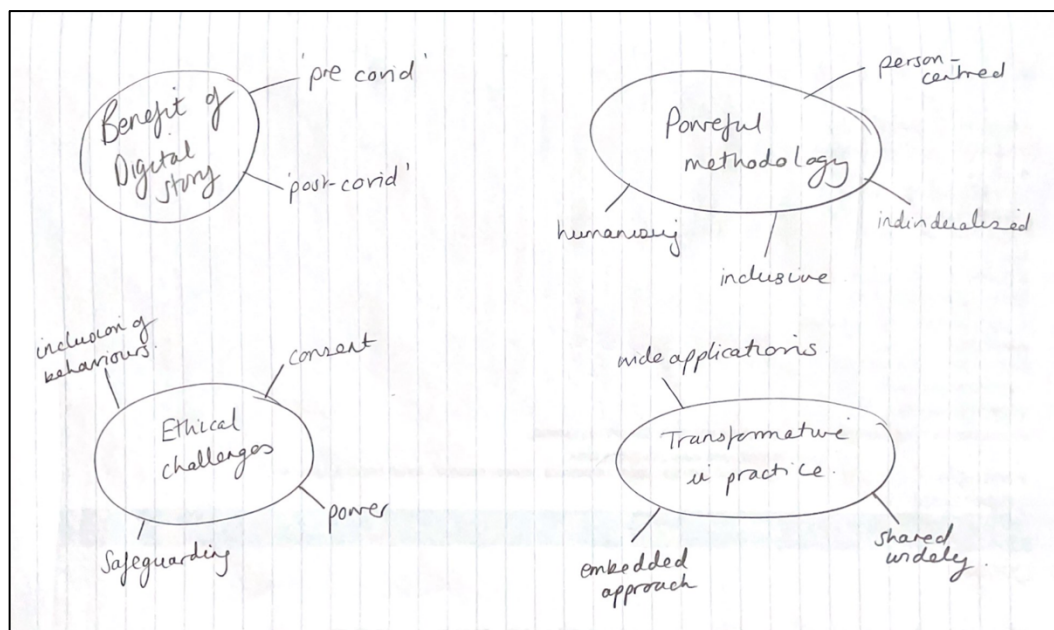 Benefit of
Digital
story
'pre covid'
'post-covid'
Powerful
methodology
person-
centred
individualised
inclusive
humanising
Ethical
challenges
inclusion of
behaviours.
consent
power
Safeguarding
Transformative
in practice.
wide applications.
shared
widely.
embedded
approach